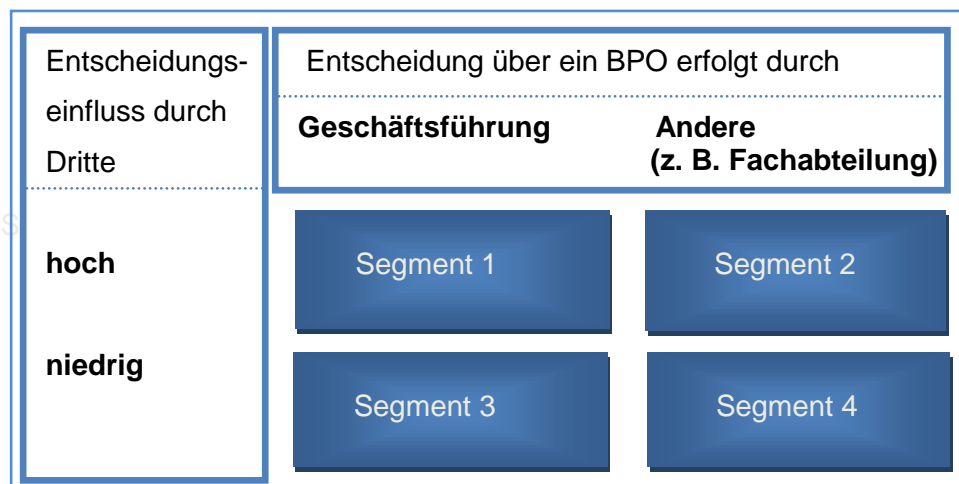 Entscheidungs-
einfluss durch
Dritte
Entscheidung über ein BPO erfolgt durch
Geschäftsführung
Andere
(z. B. Fachabteilung)
hoch
Segment 1
Segment 2
niedrig
Segment 3
Segment 4